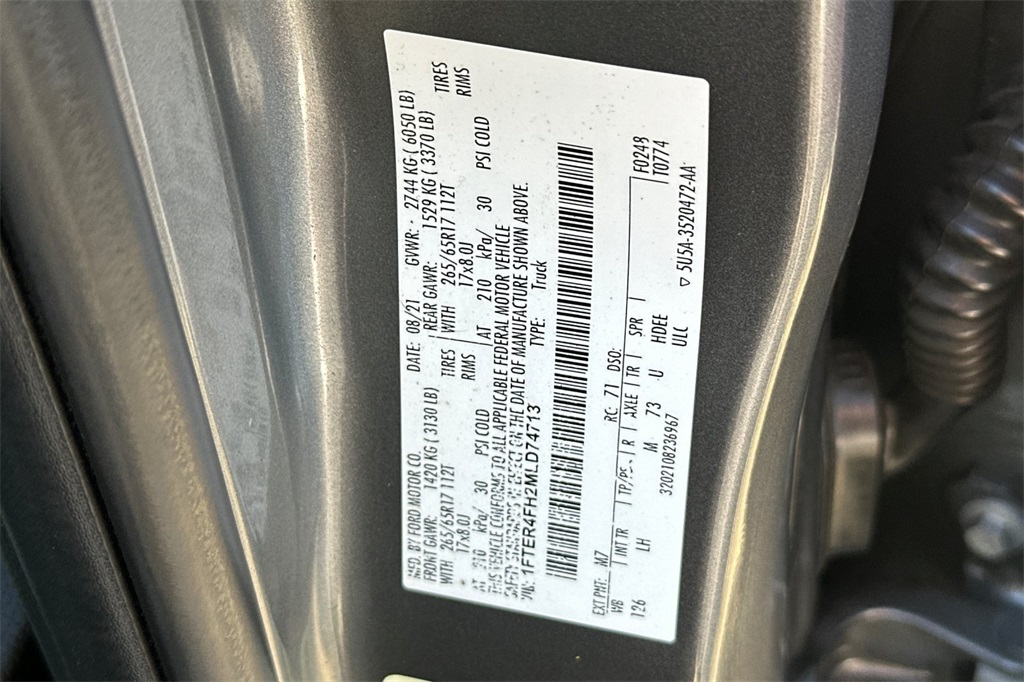 MFD. BY FORD MOTOR CO.
DATE: 08/21 GVWR: 2744 KG ( 6050 LB)
FRONT GAWR: 1420 KG ( 3130 LB) REAR GAWR: 1529 KG ( 3370 LB)
WITH 265/65R17 112T TIRES WITH 265/65R17 112T TIRES
17x8.0J RIMS 17x8.0J RIMS
AT 210 kPa/ 30 PSI COLD AT 210 kPa/ 30 PSI COLD
THIS VEHICLE CONFORMS TO ALL APPLICABLE FEDERAL MOTOR VEHICLE
SAFETY IN EFFECT ON THE DATE OF MANUFACTURE SHOWN ABOVE.
VIN: 1FTER4FH2MLD74713 TYPE: Truck
EXT PNT: M7 RC: 71 DSO: F0248
WB INT TR TP/PS R AXLE TR SPR T0774
126 LH M 73 U HDEE
3202108236967 ULC
5U5A-3520472-AA